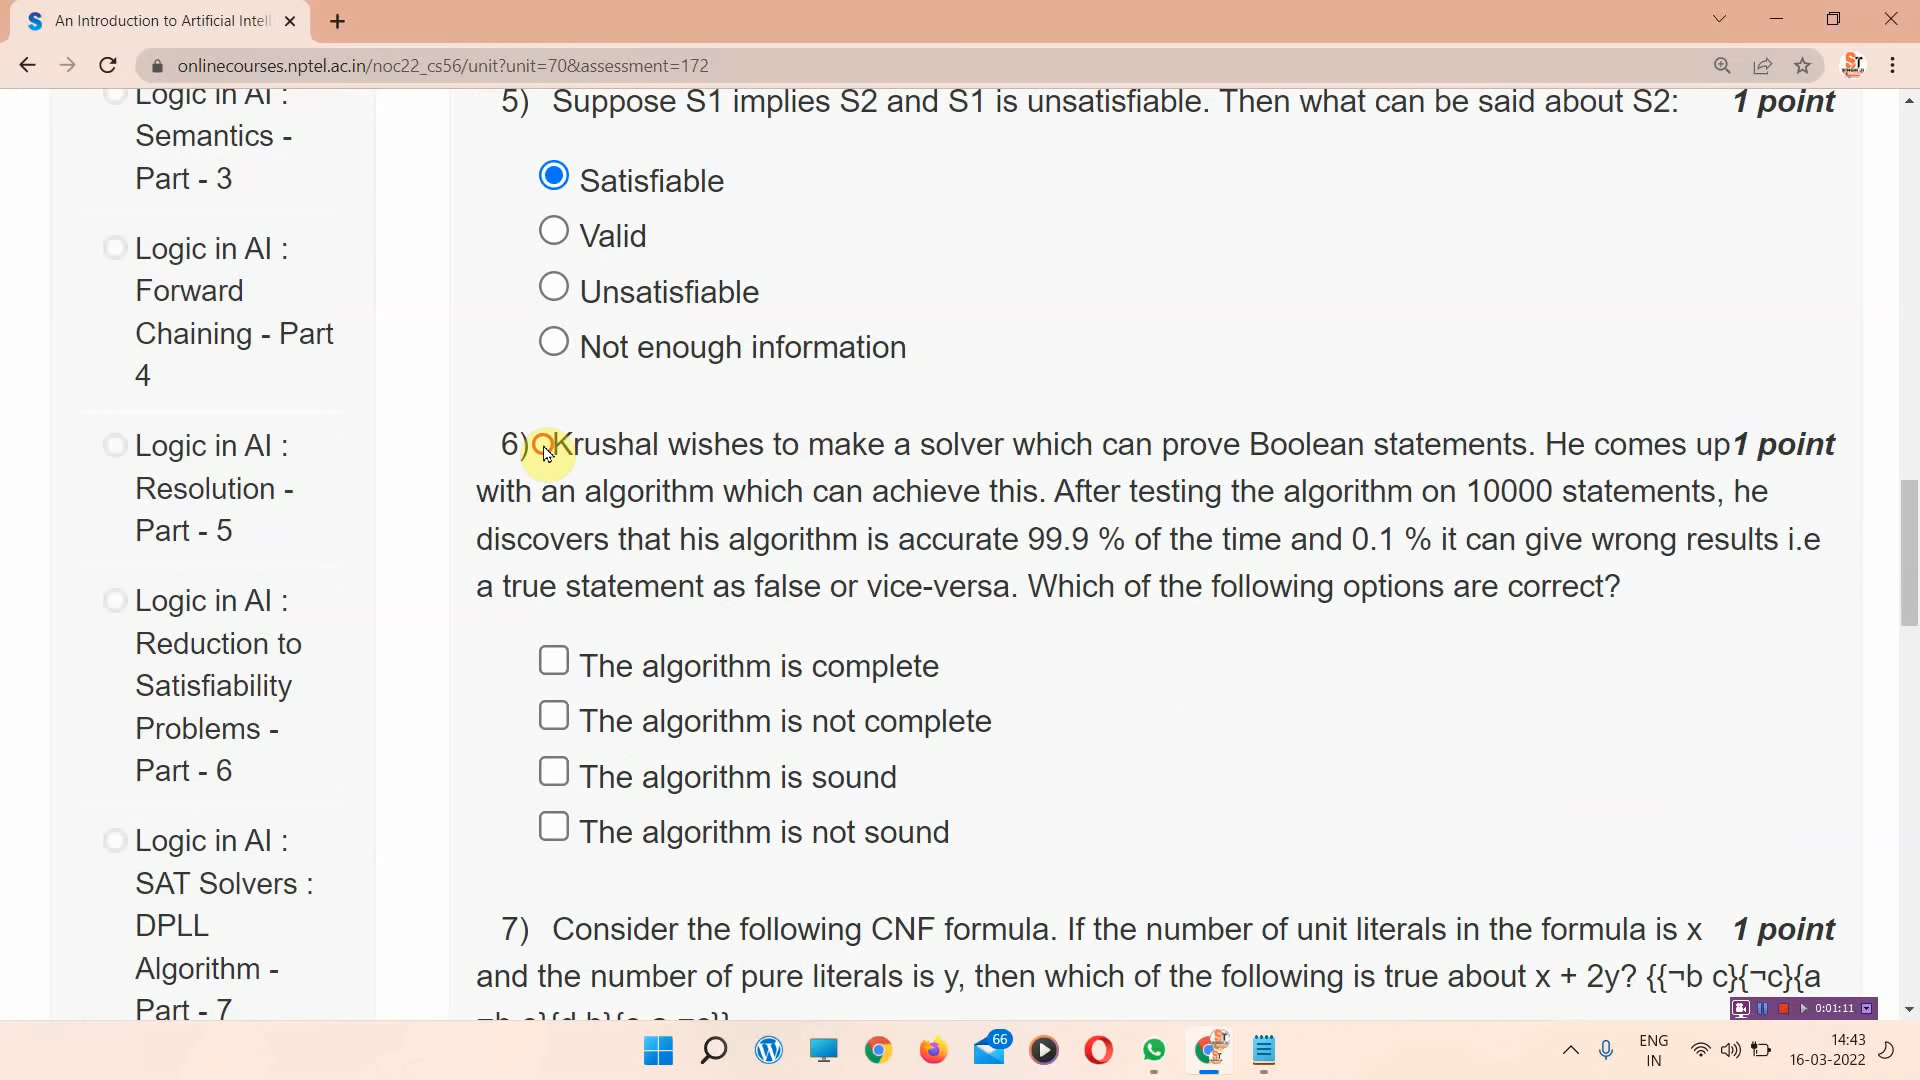 An Introduction to Artificial Intell
onlinecourses.nptel.ac.in/noc22_cs56/unit?unit=70&assessment=172
Logic in AI :
Semantics -
Part - 3
Logic in AI :
Forward
Chaining - Part
4
Logic in AI :
Resolution -
Part - 5
Logic in AI :
Reduction to
Satisfiability
Problems -
Part - 6
Logic in AI :
SAT Solvers :
DPLL
Algorithm -
Part - 7
5) Suppose S1 implies S2 and S1 is unsatisfiable. Then what can be said about S2: 1 point
Satisfiable
Valid
Unsatisfiable
Not enough information
6) Krushal wishes to make a solver which can prove Boolean statements. He comes up 1 point
with an algorithm which can achieve this. After testing the algorithm on 10000 statements, he
discovers that his algorithm is accurate 99.9 % of the time and 0.1 % it can give wrong results i.e
a true statement as false or vice-versa. Which of the following options are correct?
The algorithm is complete
The algorithm is not complete
The algorithm is sound
The algorithm is not sound
7) Consider the following CNF formula. If the number of unit literals in the formula is x 1 point
and the number of pure literals is y, then which of the following is true about x + 2y? {{¬b c}{¬c}{a
0:01:11
66
ENG
IN
14:43
16-03-2022